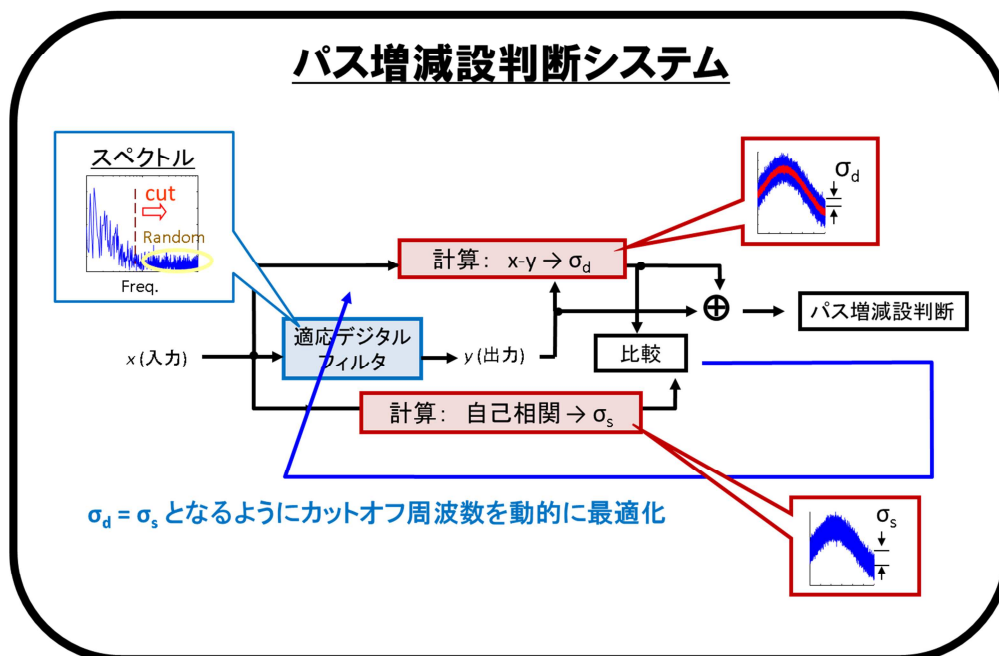 パス増減設判断システム
スペクトル
cut
Random
Freq.
σd
計算： x-y → σd
⊕
パス増減設判断
適応デジタル
フィルタ
x (入力)
y (出力)
比較
計算： 自己相関 → σs
σd = σs となるようにカットオフ周波数を動的に最適化
σs